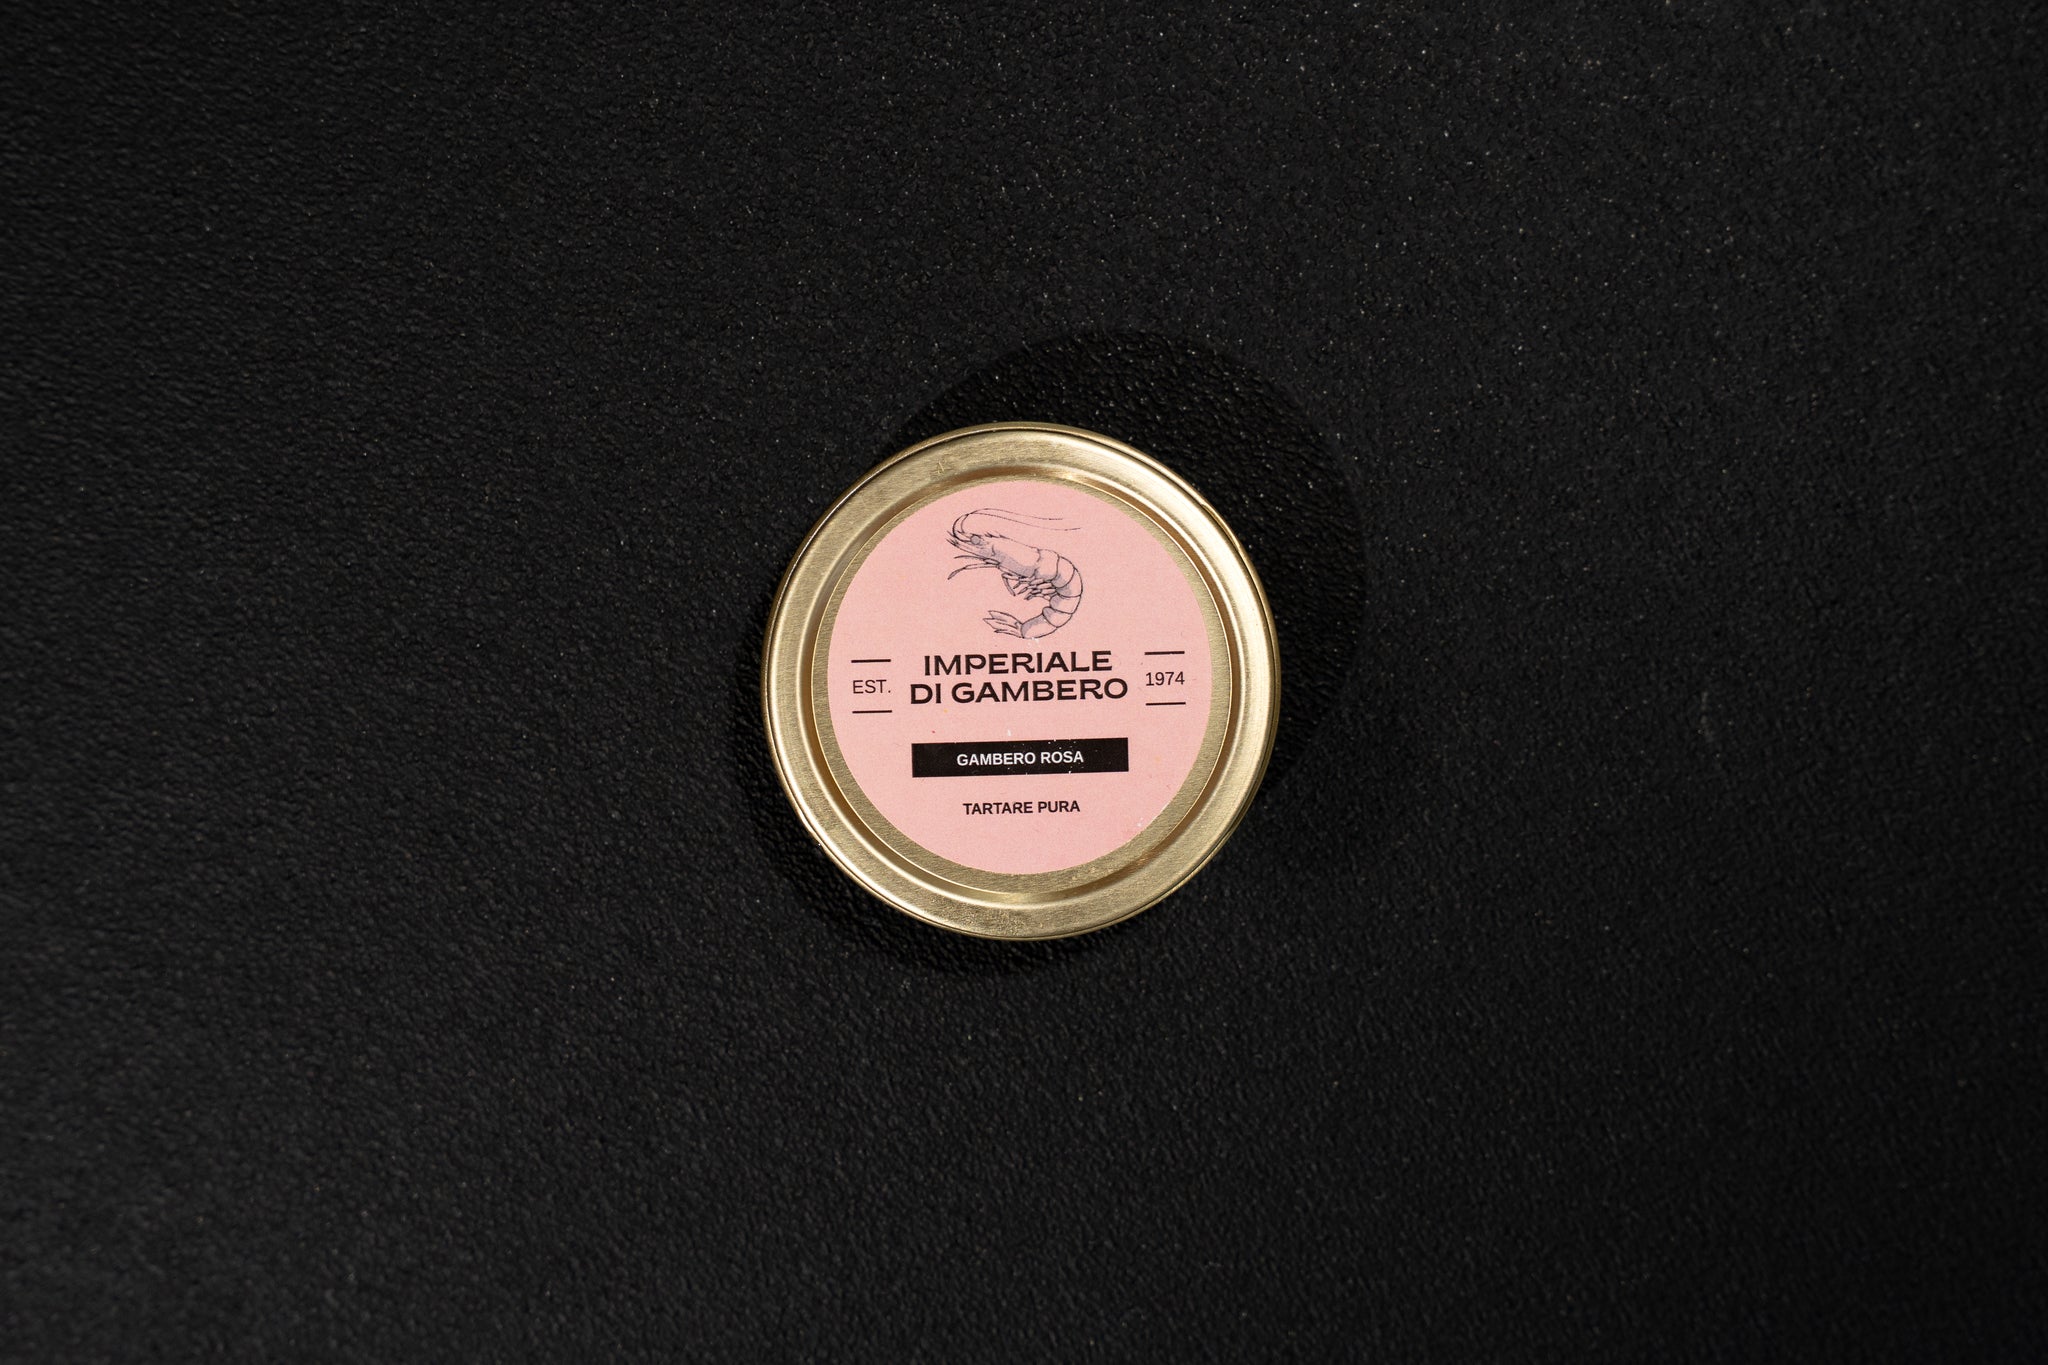 IMPERIALE
DI GAMBERO
EST.
1974
GAMBERO ROSA
TARTARE PURA